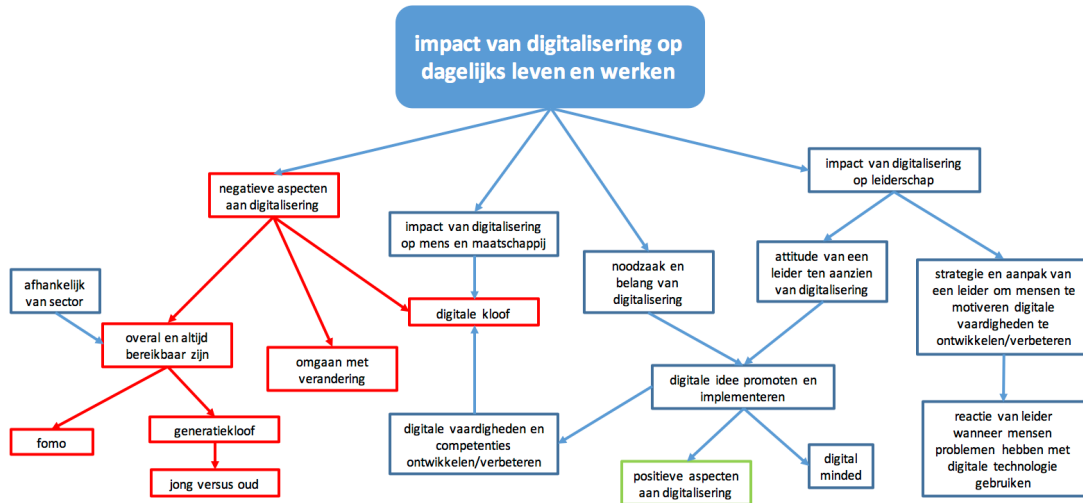 impact van digitalisering op
dagelijks leven en werken
impact van digitalisering
op leiderschap
negatieve aspecten
aan digitalisering
impact van digitalisering
op mens en maatschappij
noodzaak en
belang van
digitalisering
attitude van een
leider ten aanzien
van digitalisering
strategie en aanpak van
een leider om mensen te
motiveren digitale
vaardigheden te
ontwikkelen/verbeteren
afhankelijk
van sector
digitale kloof
overal en altijd
bereikbaar zijn
omgaan met
verandering
digitale idee promoten en
implementeren
fomo
generatiekloof
digitale vaardigheden en
competenties
ontwikkelen/verbeteren
reactie van leider
wanneer mensen
problemen hebben met
digitale technologie
gebruiken
jong versus oud
positieve aspecten
aan digitalisering
digital
minded